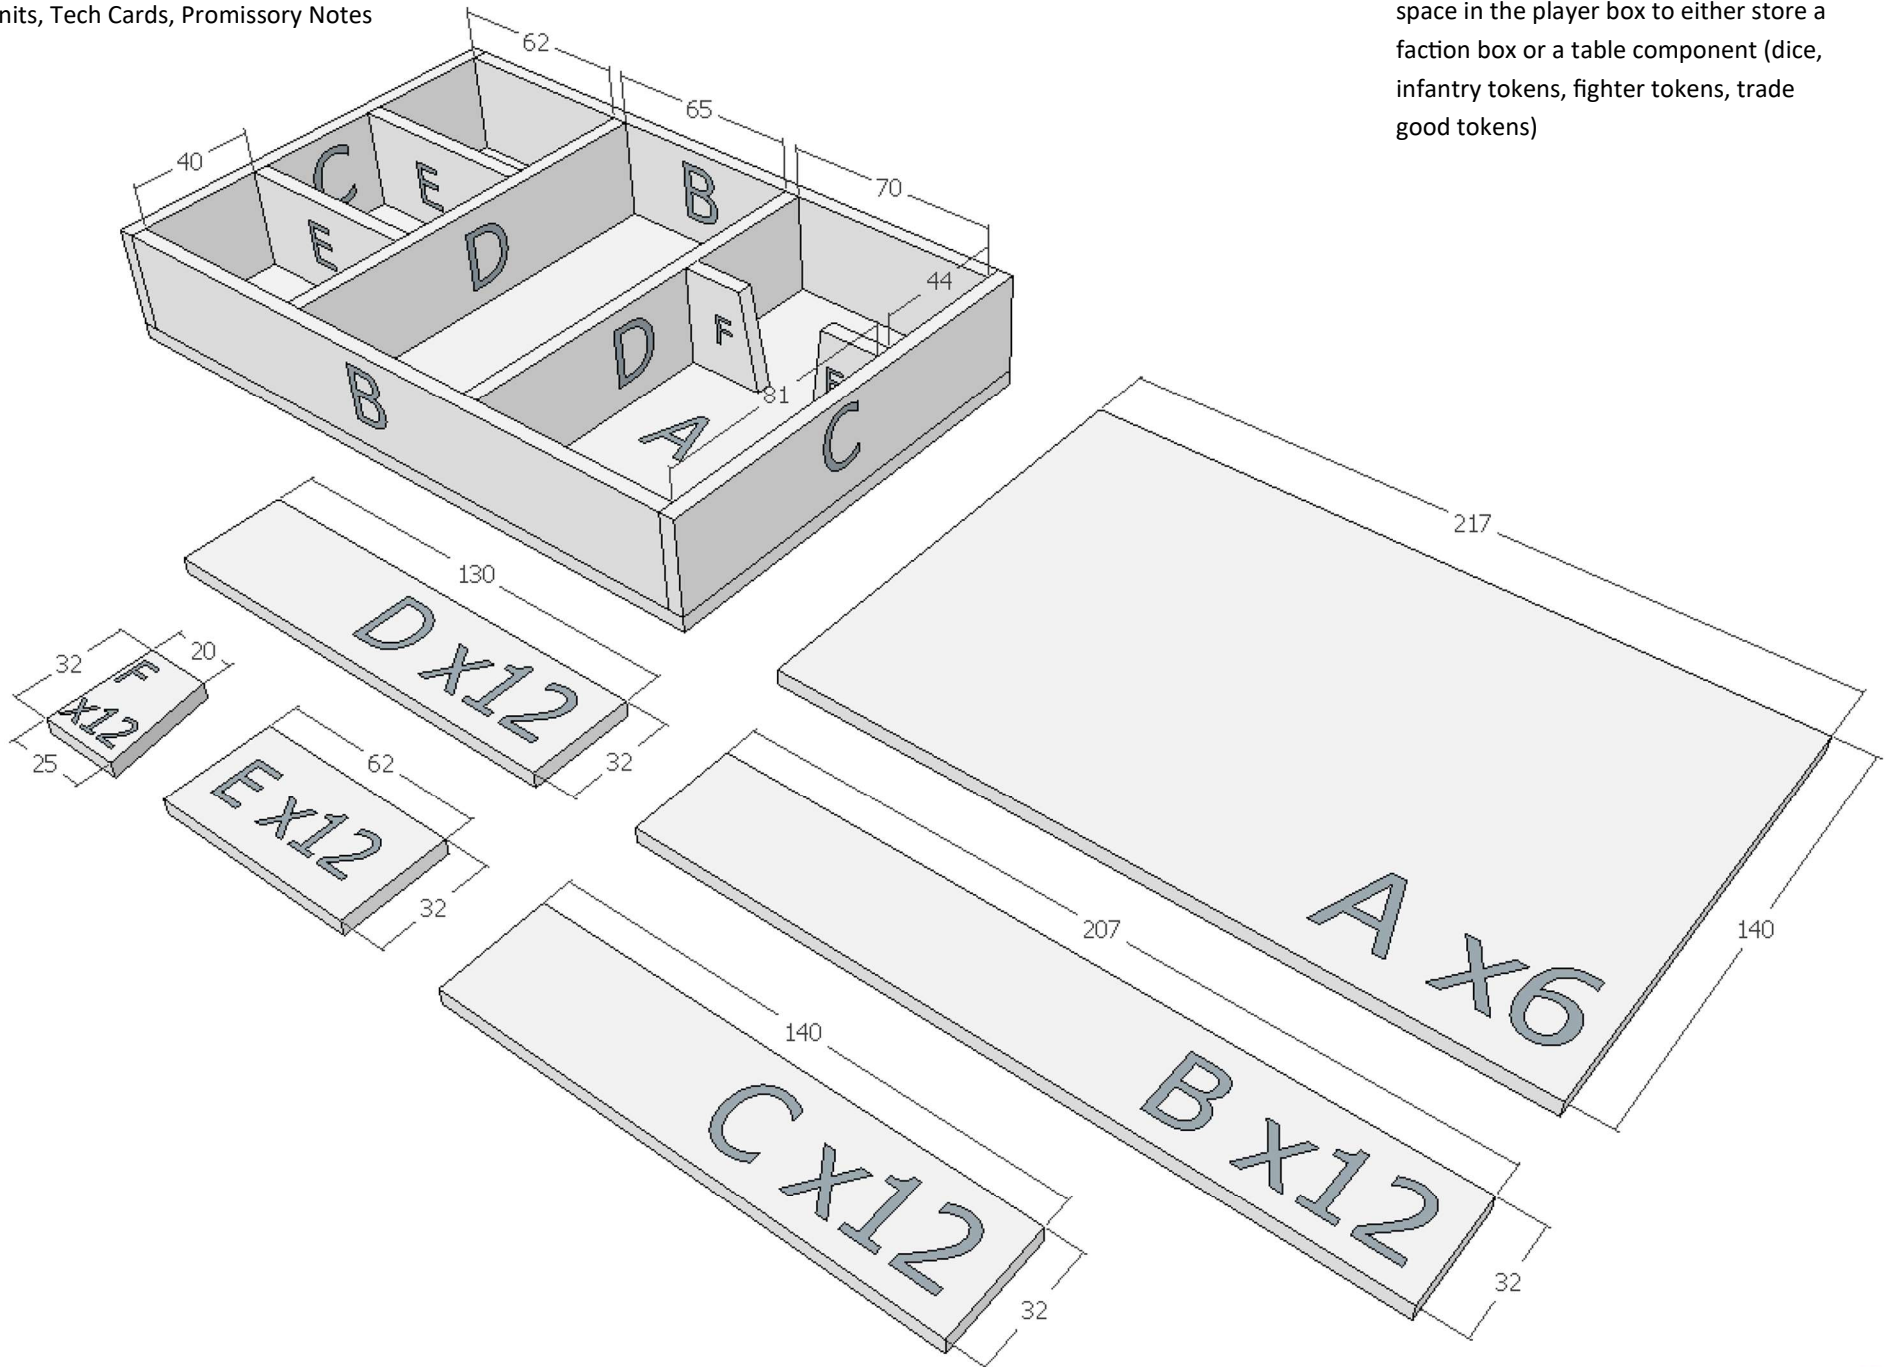 nits, Tech Cards, Promissory Notes
space in the player box to either store a
faction box or a table component (dice,
infantry tokens, fighter tokens, trade
good tokens)
62
65
40
70
C
E
B
E
D
44
F
D
81
F
B
A
C
217
130
D x12
32
20
F
x12
32
25
62
E x12
32
207
A x6
140
140
B x12
32
C x12
32